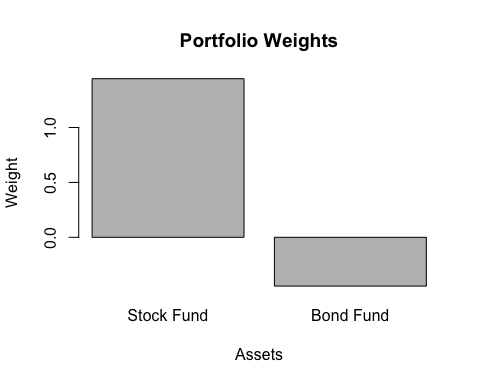 Portfolio Weights
Weight
1.0
0.5
0.0
Stock Fund
Bond Fund
Assets